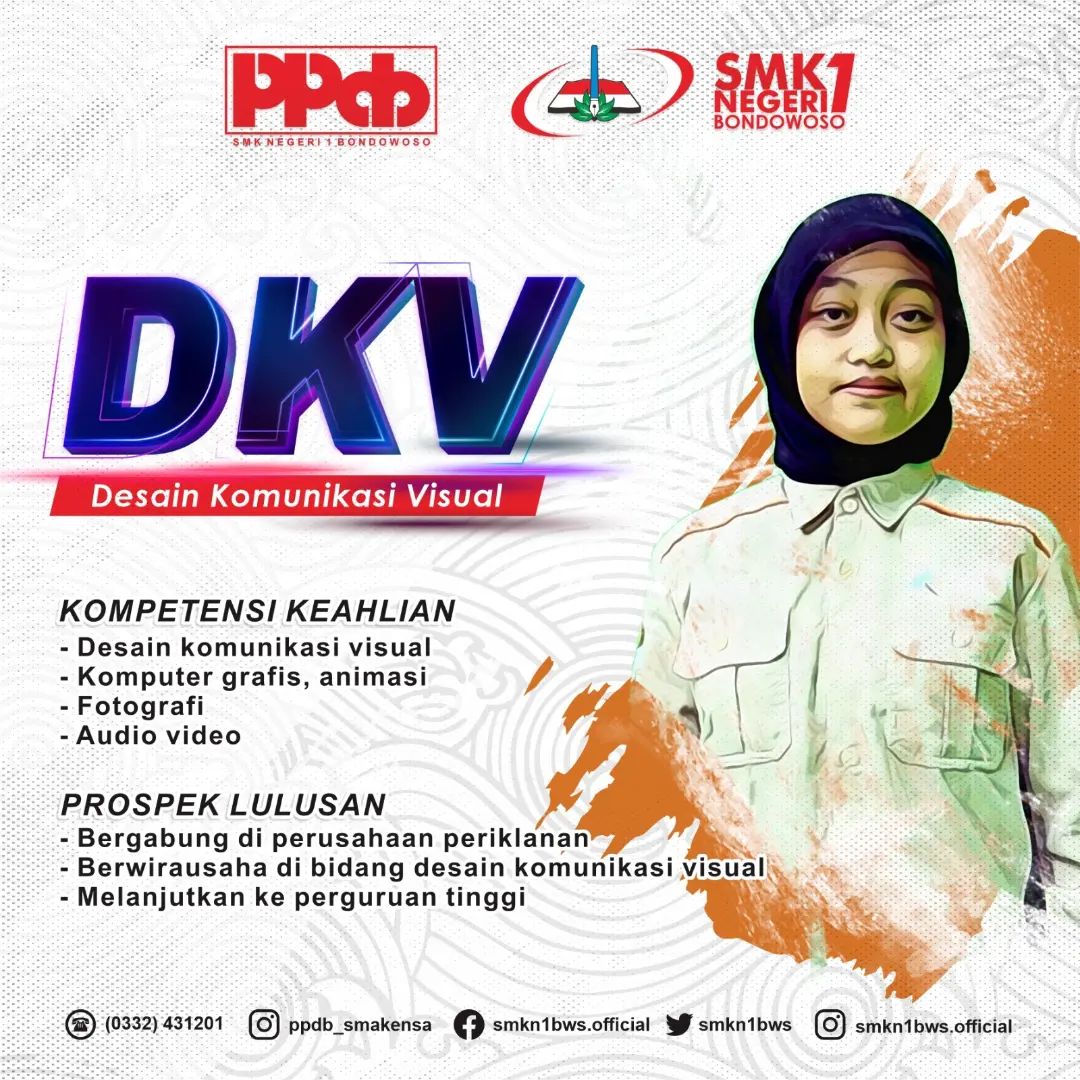 PPdb
SMK NEGERI 1 BONDOWOSO
SMK 1
NEGERI
BONDOWOSO
DKV
Desain Komunikasi Visual
KOMPETENSI KEAHLIAN
- Desain komunikasi visual
- Komputer grafis, animasi
- Fotografi
- Audio video
PROSPEK LULUSAN
- Bergabung di perusahaan periklanan
- Berwirausaha di bidang desain komunikasi visual
- Melanjutkan ke perguruan tinggi
(0332) 431201 ppdb_smakensa smkn1bws.official smkn1bws smkn1bws.official